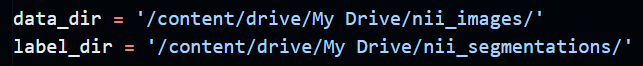 data_dir = '/content/drive/My Drive/nii_images/'
label_dir = '/content/drive/My Drive/nii_segmentations/'